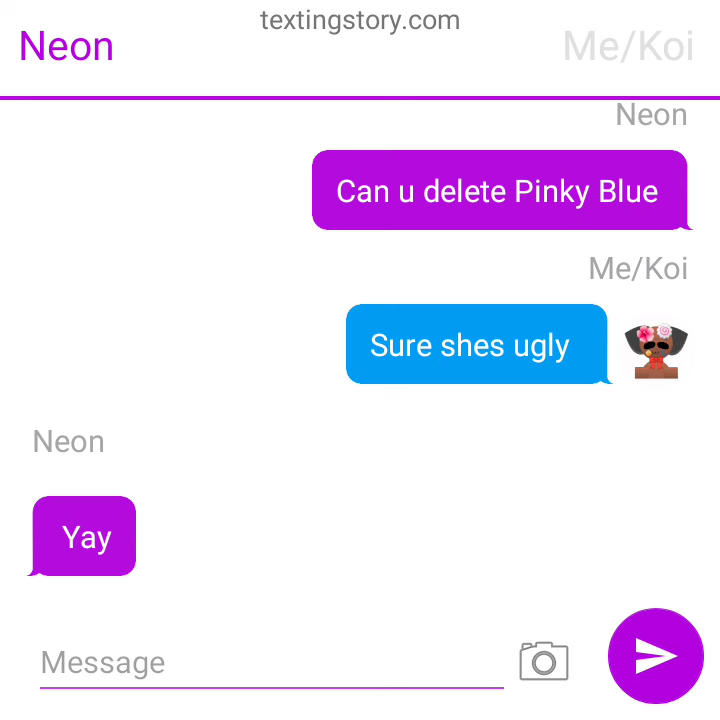 textingstory.com
Neon
Me/Koi
Neon
Can u delete Pinky Blue
Me/Koi
Sure shes ugly
Neon
Yay
Message